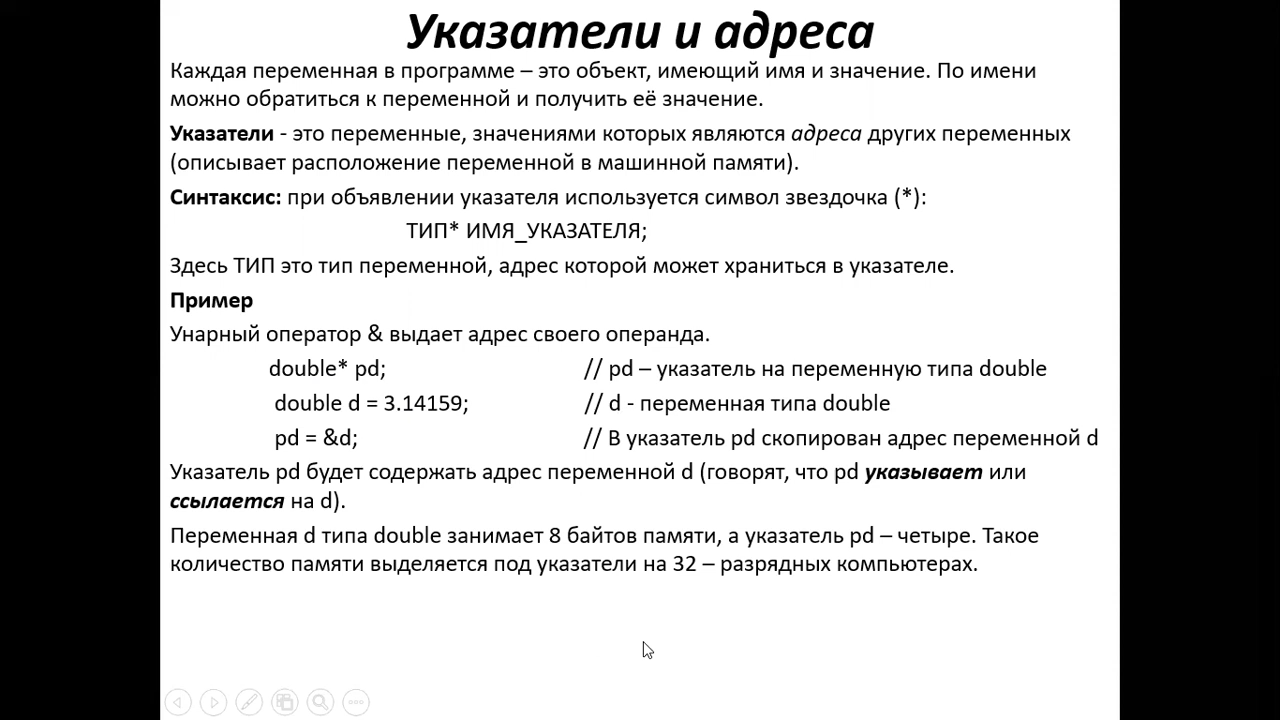 Указатели и адреса
Каждая переменная в программе – это объект, имеющий имя и значение. По имени
можно обратиться к переменной и получить её значение.
Указатели - это переменные, значениями которых являются адреса других переменных
(описывает расположение переменной в машинной памяти).
Синтаксис: при объявлении указателя используется символ звездочка (*):
ТИП* ИМЯ_УКАЗАТЕЛЯ;
Здесь ТИП это тип переменной, адрес которой может храниться в указателе.
Пример
Унарный оператор & выдает адрес своего операнда.
double* pd; // pd – указатель на переменную типа double
double d = 3.14159; // d - переменная типа double
pd = &d; // В указатель pd скопирован адрес переменной d
Указатель pd будет содержать адрес переменной d (говорят, что pd указывает или
ссылается на d).
Переменная d типа double занимает 8 байтов памяти, а указатель pd – четыре. Такое
количество памяти выделяется под указатели на 32 – разрядных компьютерах.